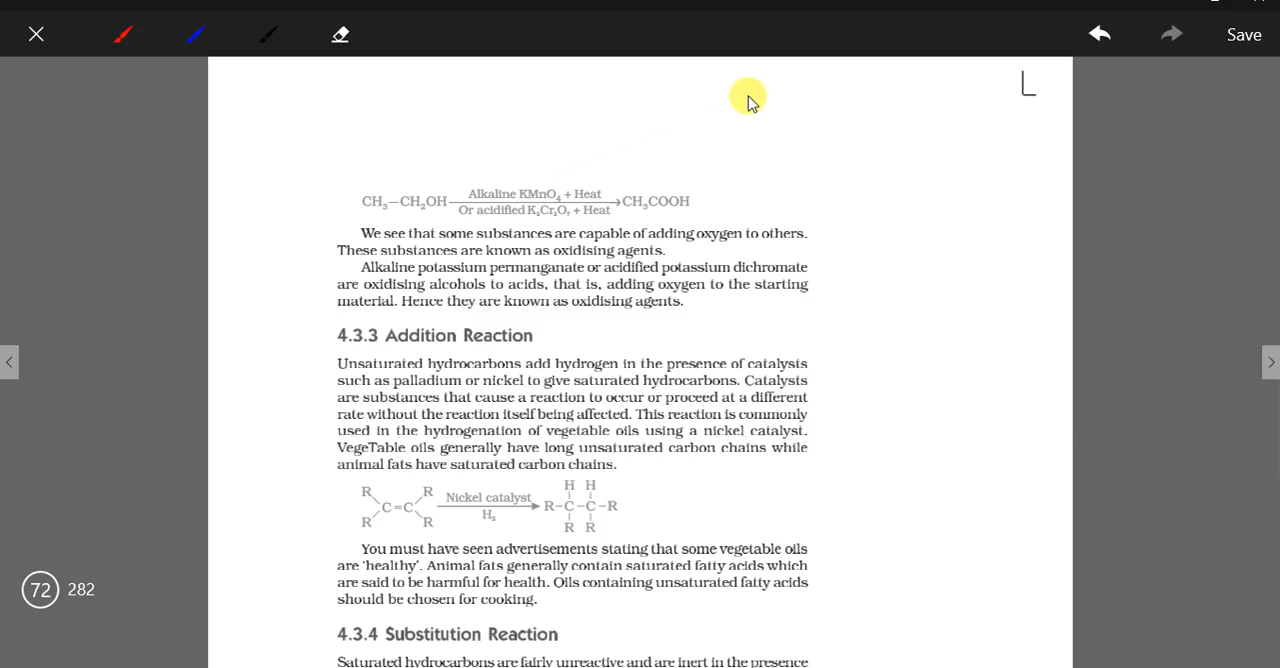 Save
L
Alkaline KMnO₄ + Heat
CH₃–CH₂OH → CH₃COOH
Or acidified K₂Cr₂O₇ + Heat
We see that some substances are capable of adding oxygen to others.
These substances are known as oxidising agents.
Alkaline potassium permanganate or acidified potassium dichromate
are oxidising alcohols to acids, that is, adding oxygen to the starting
material. Hence they are known as oxidising agents.
4.3.3 Addition Reaction
Unsaturated hydrocarbons add hydrogen in the presence of catalysts
such as palladium or nickel to give saturated hydrocarbons. Catalysts
are substances that cause a reaction to occur or proceed at a different
rate without the reaction itself being affected. This reaction is commonly
used in the hydrogenation of vegetable oils using a nickel catalyst.
VegeTable oils generally have long unsaturated carbon chains while
animal fats have saturated carbon chains.
H H
R R Nickel catalyst
C=C R–C–C–R
H₂
R R R R
You must have seen advertisements stating that some vegetable oils
are ‘healthy’. Animal fats generally contain saturated fatty acids which
are said to be harmful for health. Oils containing unsaturated fatty acids
should be chosen for cooking.
72 282
4.3.4 Substitution Reaction
Saturated hydrocarbons are fairly unreactive and are inert in the presence